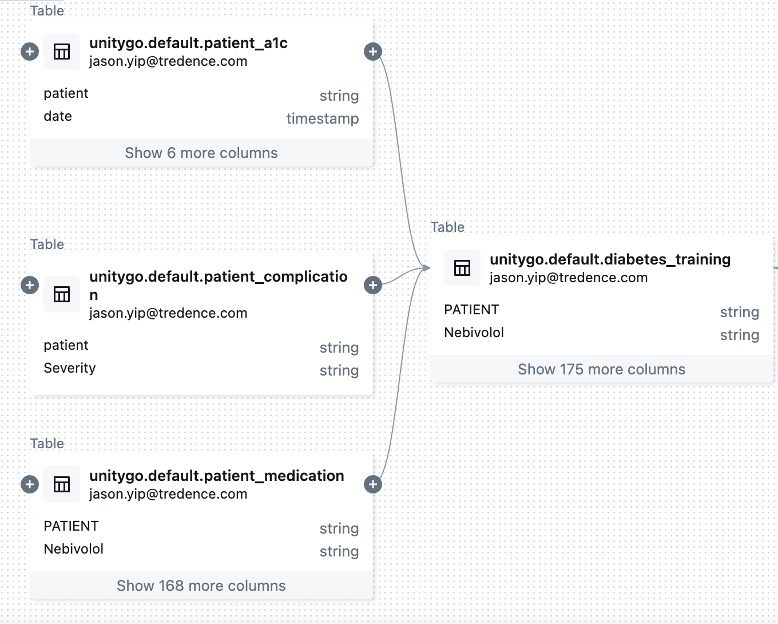 Table
unitygo.default.patient_a1c
jason.yip@tredence.com
patient string
date timestamp
Show 6 more columns
Table
unitygo.default.patient_complicatio
n
jason.yip@tredence.com
patient string
Severity string
Table
unitygo.default.patient_medication
jason.yip@tredence.com
PATIENT string
Nebivolol string
Show 168 more columns
Table
unitygo.default.diabetes_training
jason.yip@tredence.com
PATIENT string
Nebivolol string
Show 175 more columns